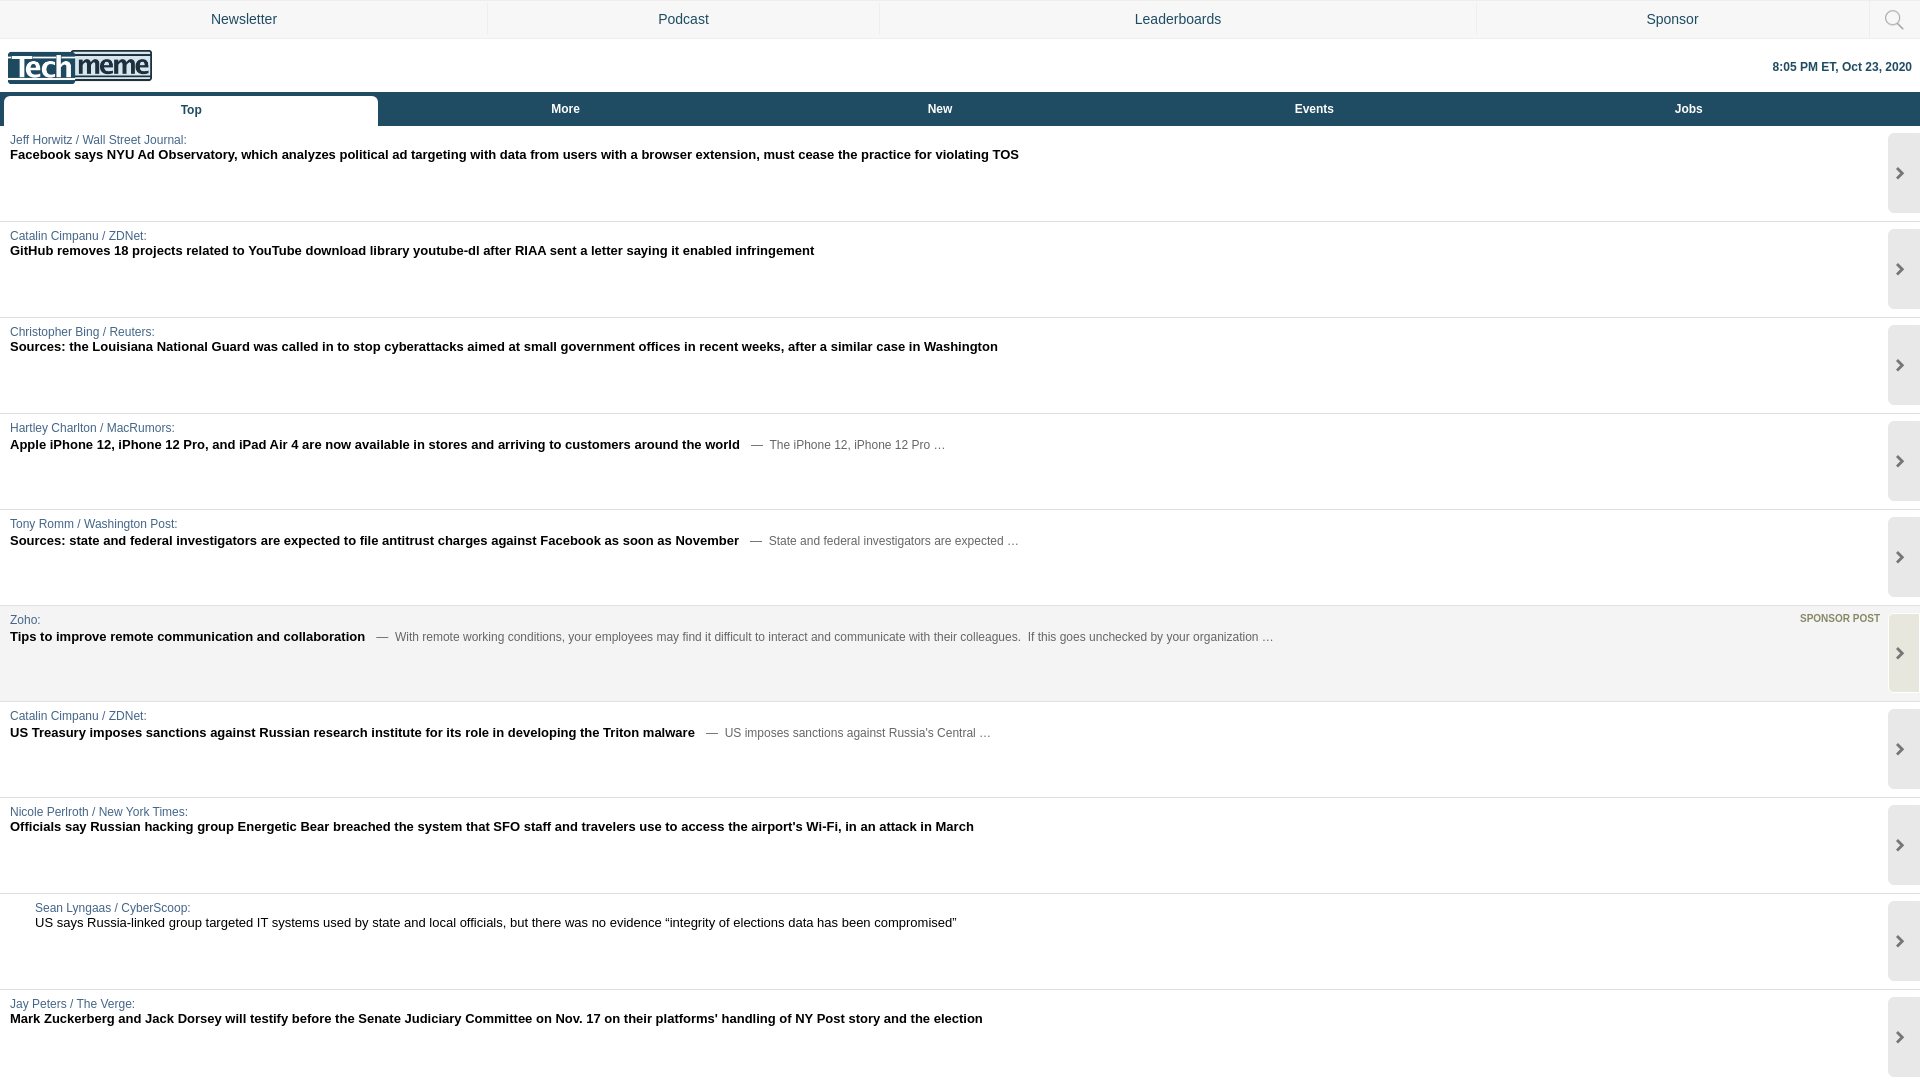 Newsletter Podcast Leaderboards Sponsor
Techmeme 8:05 PM ET, Oct 23, 2020
Top More New Events Jobs
Jeff Horwitz / Wall Street Journal:
Facebook says NYU Ad Observatory, which analyzes political ad targeting with data from users with a browser extension, must cease the practice for violating TOS
Catalin Cimpanu / ZDNet:
GitHub removes 18 projects related to YouTube download library youtube-dl after RIAA sent a letter saying it enabled infringement
Christopher Bing / Reuters:
Sources: the Louisiana National Guard was called in to stop cyberattacks aimed at small government offices in recent weeks, after a similar case in Washington
Hartley Charlton / MacRumors:
Apple iPhone 12, iPhone 12 Pro, and iPad Air 4 are now available in stores and arriving to customers around the world — The iPhone 12, iPhone 12 Pro …
Tony Romm / Washington Post:
Sources: state and federal investigators are expected to file antitrust charges against Facebook as soon as November — State and federal investigators are expected …
Zoho: SPONSOR POST
Tips to improve remote communication and collaboration — With remote working conditions, your employees may find it difficult to interact and communicate with their colleagues. If this goes unchecked by your organization …
Catalin Cimpanu / ZDNet:
US Treasury imposes sanctions against Russian research institute for its role in developing the Triton malware — US imposes sanctions against Russia's Central …
Nicole Perlroth / New York Times:
Officials say Russian hacking group Energetic Bear breached the system that SFO staff and travelers use to access the airport's Wi-Fi, in an attack in March
Sean Lyngaas / CyberScoop:
US says Russia-linked group targeted IT systems used by state and local officials, but there was no evidence “integrity of elections data has been compromised”
Jay Peters / The Verge:
Mark Zuckerberg and Jack Dorsey will testify before the Senate Judiciary Committee on Nov. 17 on their platforms' handling of NY Post story and the election